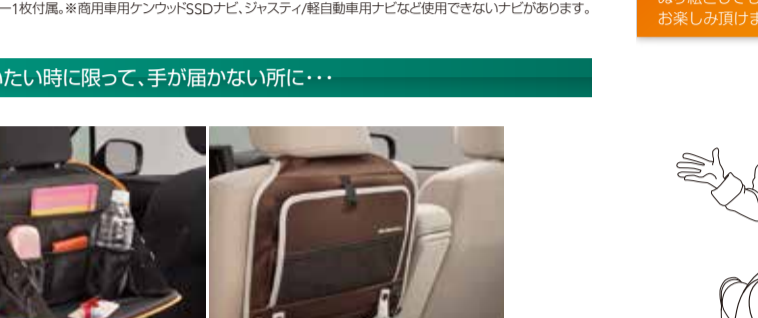 ー1枚付属。※商用車用ケンウッドSSDナビ、ジャスティ/軽自動車用ナビなど使用できないナビがあります。
いたい時に限って、手が届かない所に・・・
お楽しみ頂けま
SUBARU